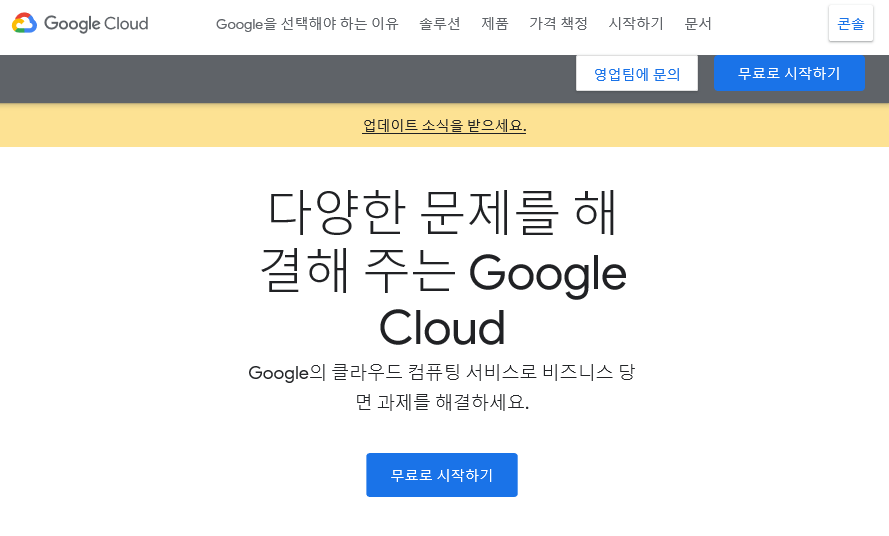 Google Cloud
Google을 선택해야 하는 이유 솔루션 제품 가격 책정 시작하기 문서 콘솔
영업팀에 문의 무료로 시작하기
업데이트 소식을 받으세요.
다양한 문제를 해
결해 주는 Google
Cloud
Google의 클라우드 컴퓨팅 서비스로 비즈니스 당
면 과제를 해결하세요.
무료로 시작하기